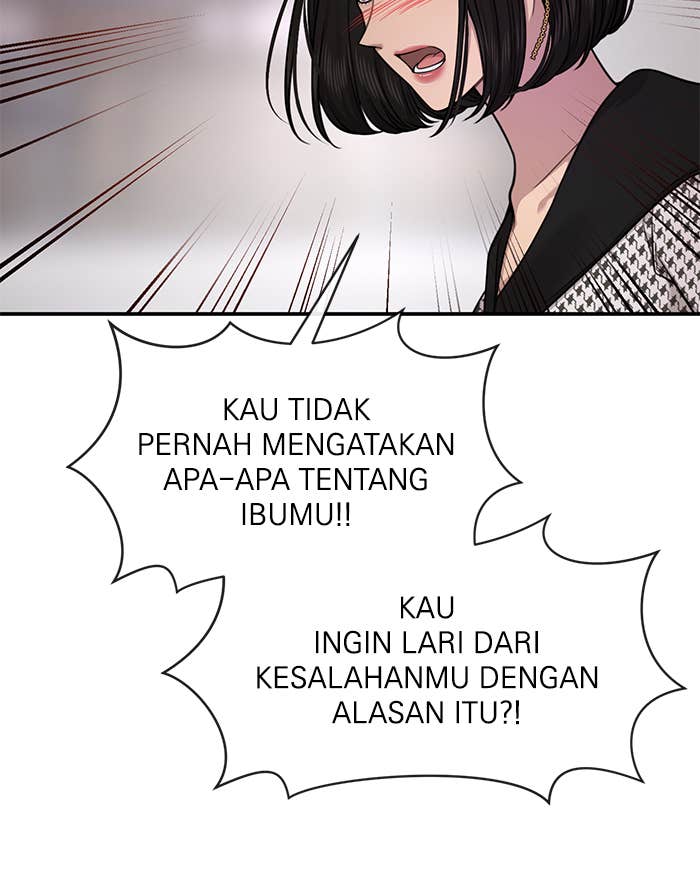 KAU TIDAK
PERNAH MENGATAKAN
APA-APA TENTANG
IBUMU!!
KAU
INGIN LARI DARI
KESALAHANMU DENGAN
ALASAN ITU?!